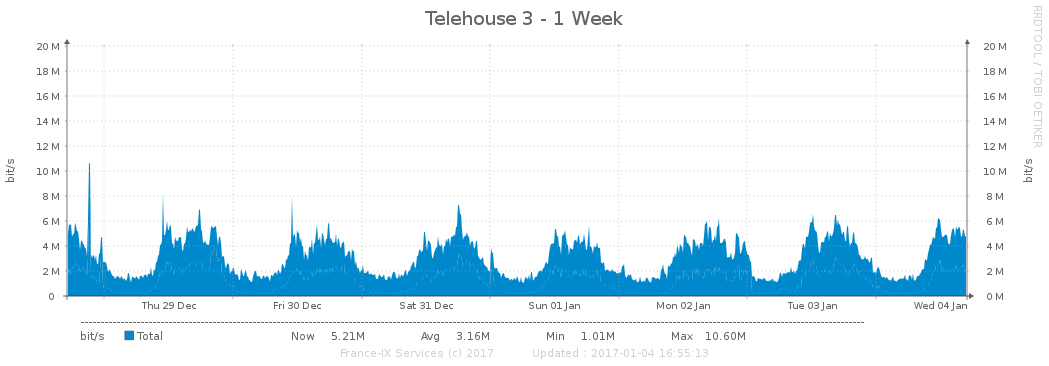 Telehouse 3 - 1 Week
RRDTOOL / TOBI OETIKER
20 M 20 M
18 M 18 M
16 M 16 M
14 M 14 M
12 M 12 M
10 M 10 M
8 M 8 M
6 M 6 M
4 M 4 M
2 M 2 M
0 0 M
bit/s bit/s
Thu 29 Dec Fri 30 Dec Sat 31 Dec Sun 01 Jan Mon 02 Jan Tue 03 Jan Wed 04 Jan
bit/s Total Now 5.21M Avg 3.16M Min 1.01M Max 10.60M
France-IX Services (c) 2017 Updated : 2017-01-04 16:55:13